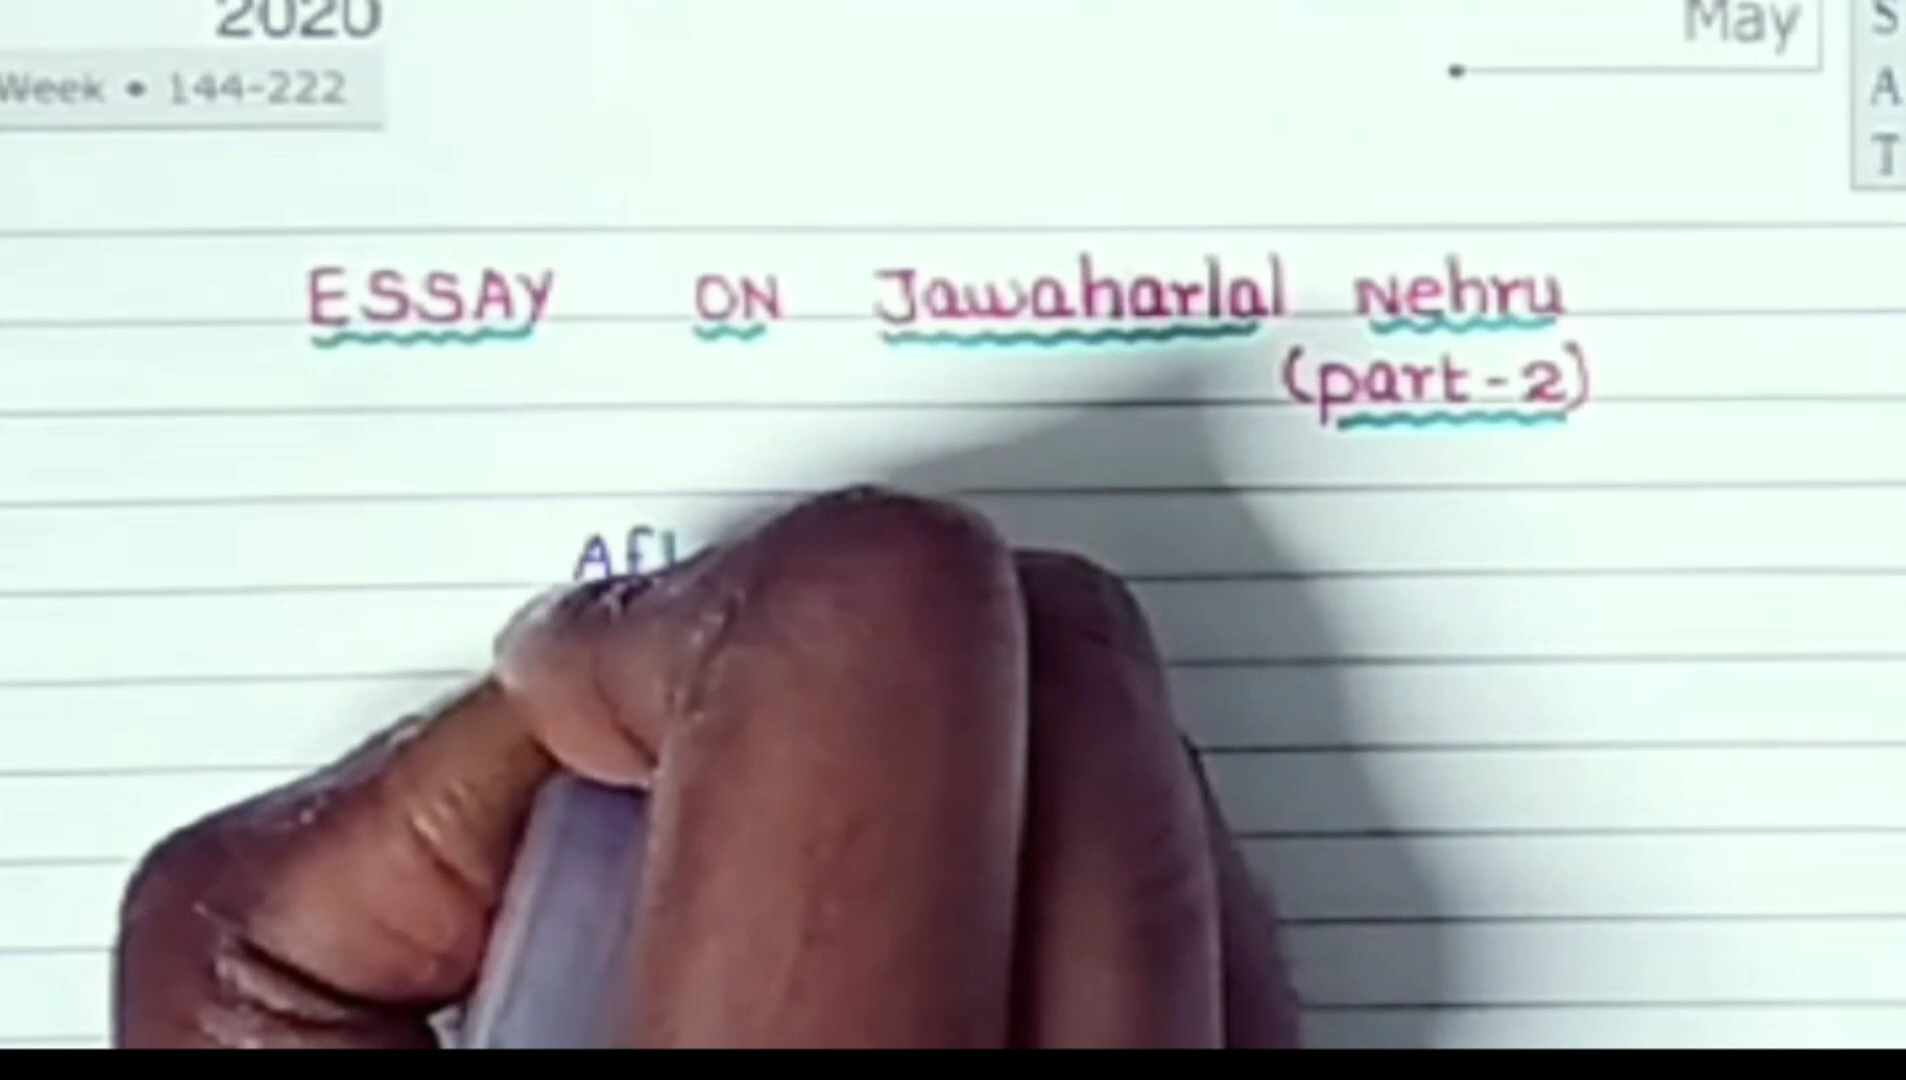 2020
May
Week • 144-222
S
A
T
ESSAY ON Jawaharlal Nehru
(part-2)